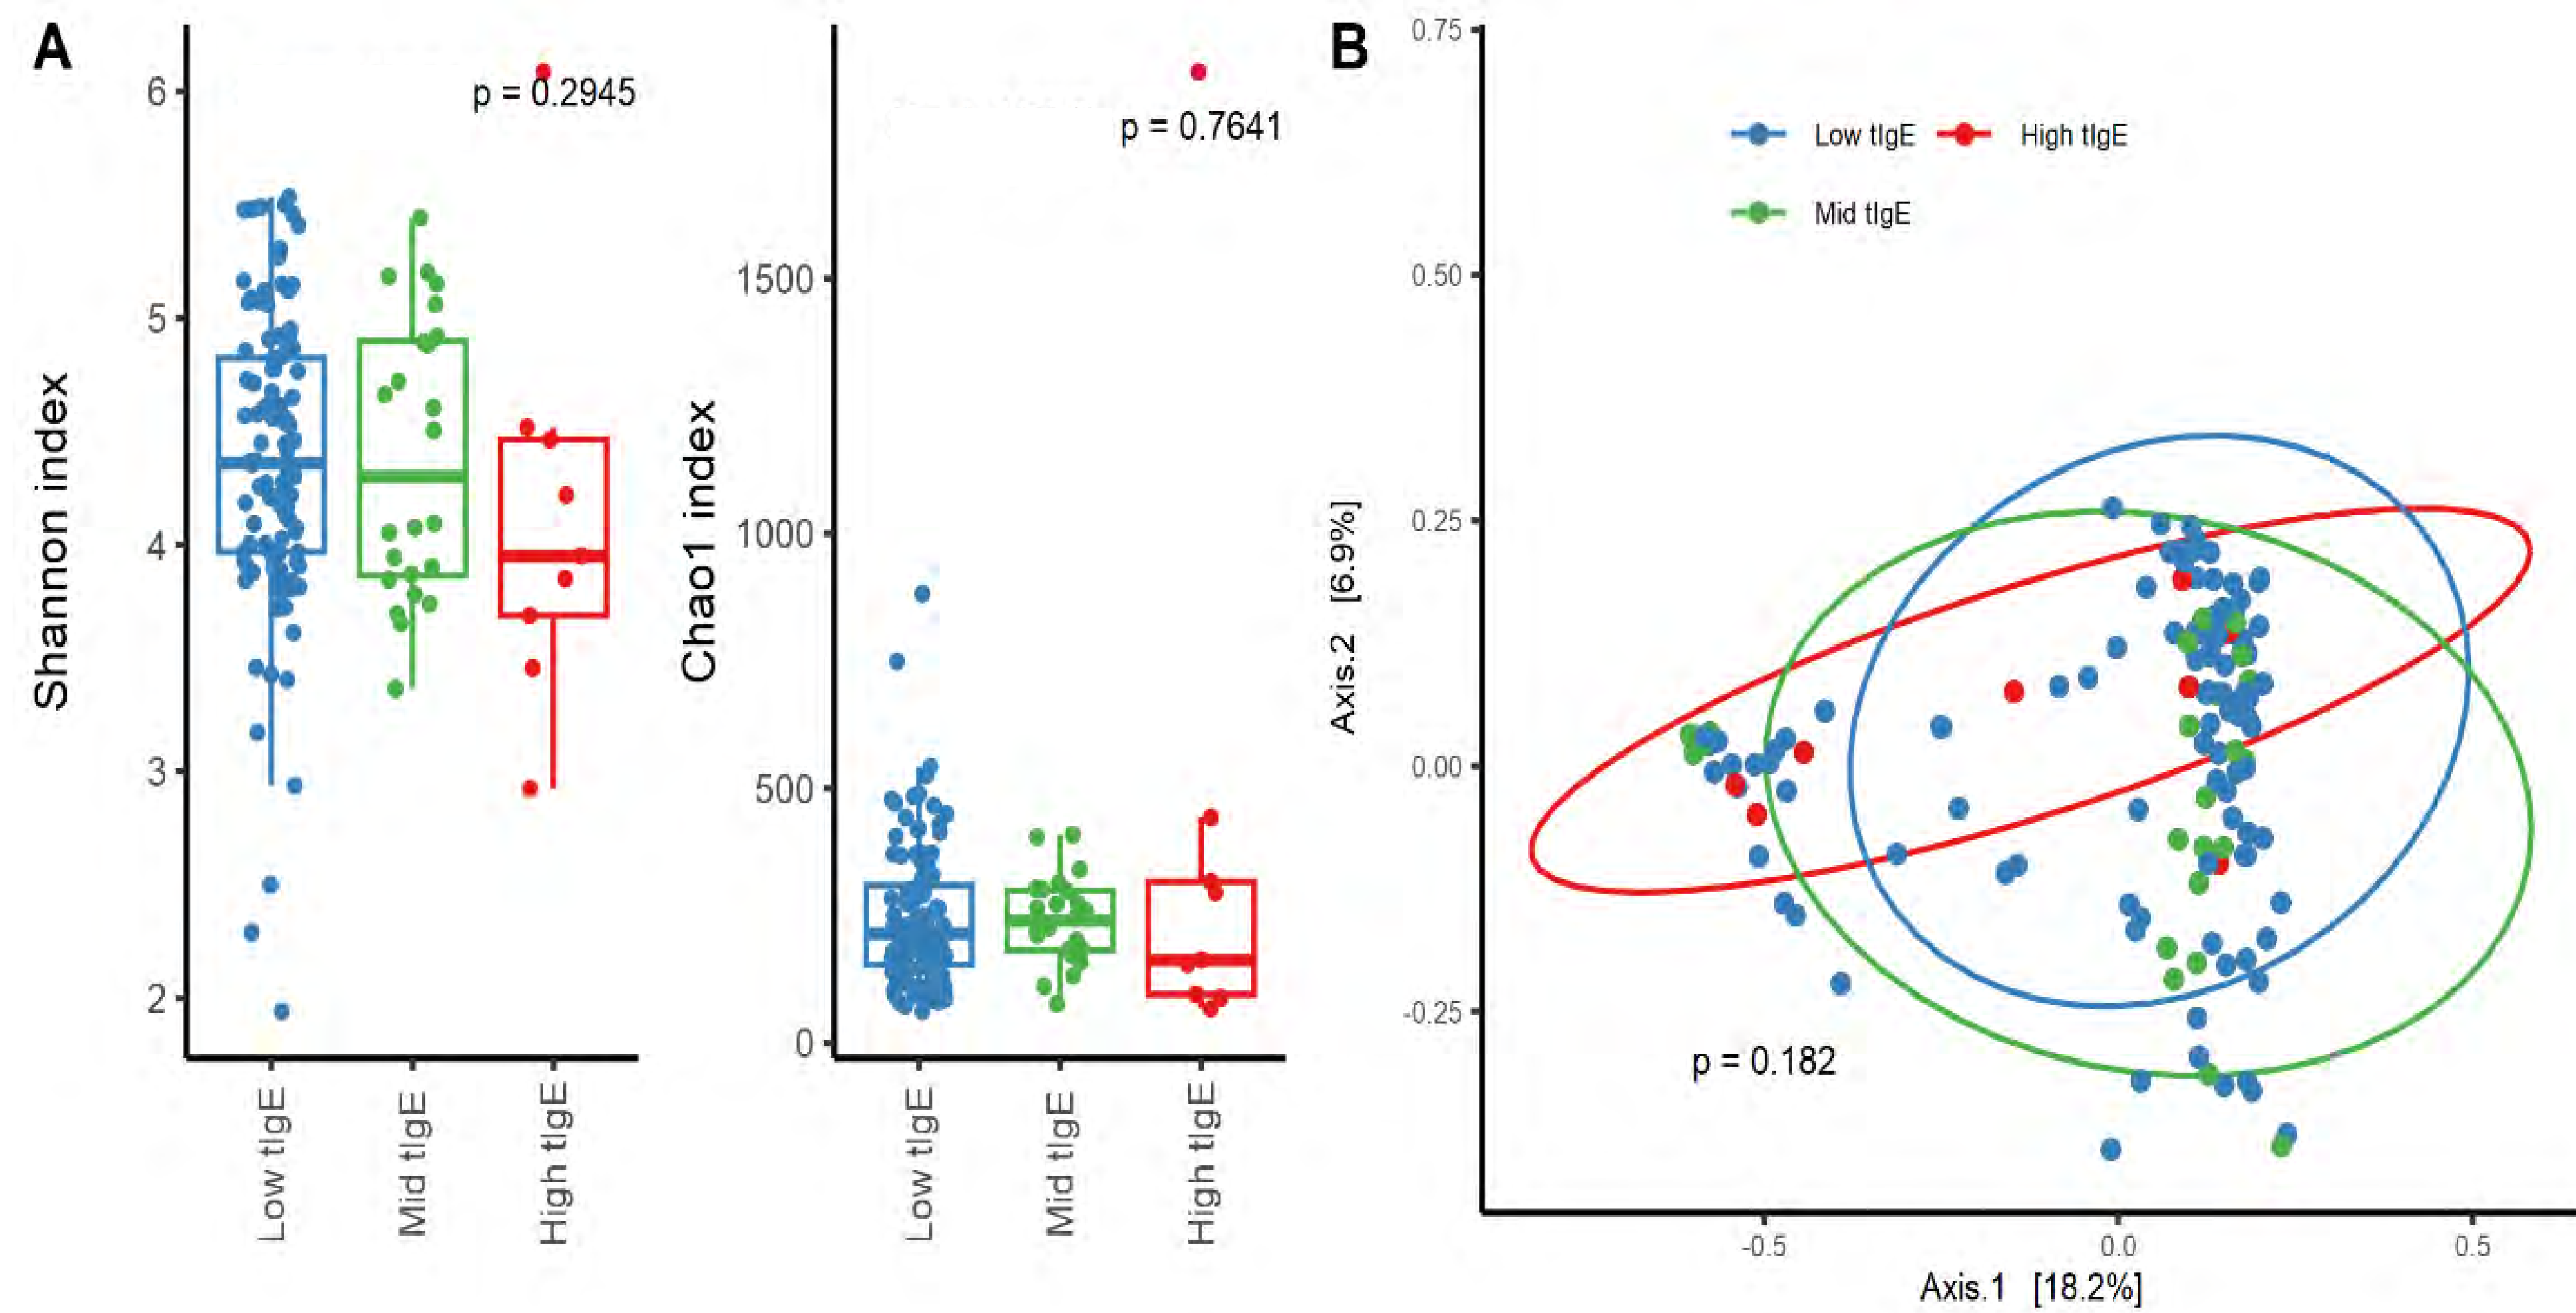 A
Shannon index
6
5
4
3
2
p = 0.2945
Low tIgE
Mid tIgE
High tIgE
Chao1 index
1500
1000
500
0
p = 0.7641
Low tIgE
Mid tIgE
High tIgE
B
Axis.2 [6.9%]
0.75
0.50
0.25
0.00
-0.25
Low tIgE
High tIgE
Mid tIgE
p = 0.182
-0.5
0.0
0.5
Axis.1 [18.2%]